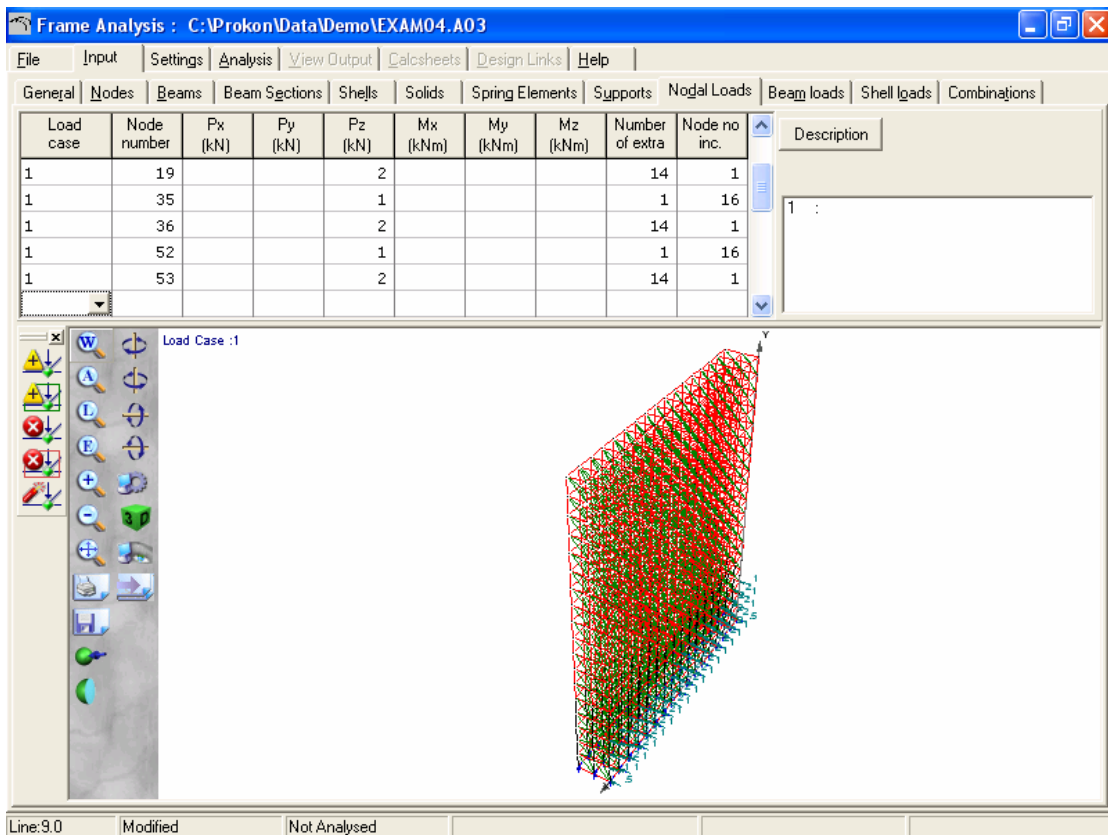 Frame Analysis : C:\Prokon\Data\Demo\EXAM04.A03
File Input Settings Analysis View Output Calcsheets Design Links Help
General Nodes Beams Beam Sections Shells Solids Spring Elements Supports Nodal Loads Beam loads Shell loads Combinations
Load case Node number Px (kN) Py (kN) Pz (kN) Mx (kNm) My (kNm) Mz (kNm) Number of extra Node no inc.
Description
1 19 2 14 1
1 35 1 1 16
1 36 2 14 1
1 52 1 1 16
1 53 2 14 1
1 :
Load Case :1
W
A
L
E
3 D
Y
Line:9.0 Modified Not Analysed